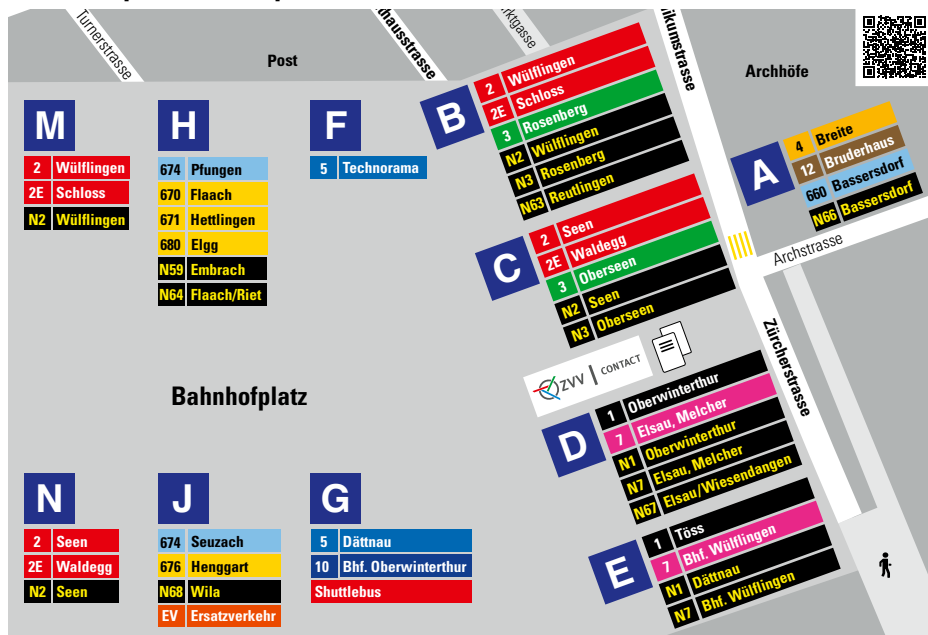 Turnerstrasse
Post
Archhöfe
M
2 Wülflingen
2E Schloss
N2 Wülflingen
H
674 Pfungen
670 Flaach
671 Hettlingen
680 Elgg
N59 Embrach
N64 Flaach/Riet
F
5 Technorama
B
2 Wülflingen
2E Schloss
3 Rosenberg
N2 Wülflingen
N3 Rosenberg
N63 Reutlingen
A
4 Breite
12 Bruderhaus
660 Bassersdorf
N66 Bassersdorf
Archstrasse
C
2 Seen
2E Waldegg
3 Oberseen
N2 Seen
N3 Oberseen
Zürcherstrasse
ZVV | CONTACT
Bahnhofplatz
D
1 Oberwinterthur
7 Elsau, Melcher
N1 Oberwinterthur
N7 Elsau, Melcher
N67 Elsau/Wiesendangen
N
2 Seen
2E Waldegg
N2 Seen
J
674 Seuzach
676 Henggart
N68 Wila
EV Ersatzverkehr
G
5 Dättnau
10 Bhf. Oberwinterthur
Shuttlebus
E
1 Töss
7 Bhf. Wülflingen
N1 Dättnau
N7 Bhf. Wülflingen